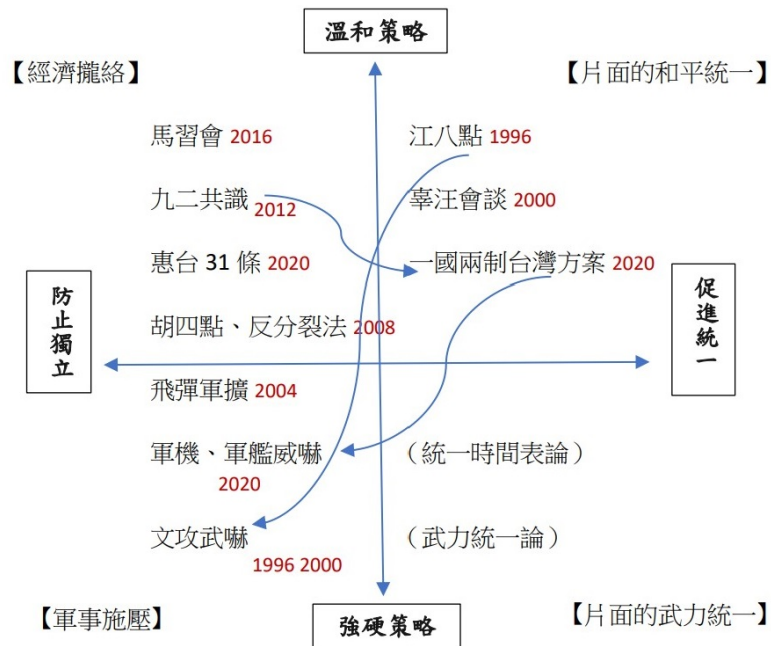 溫和策略
【經濟攏絡】
【片面的和平統一】
馬習會 2016
江八點 1996
九二共識 2012
辜汪會談 2000
惠台 31 條 2020
一國兩制台灣方案 2020
防止獨立
促進統一
胡四點、反分裂法 2008
飛彈軍擴 2004
軍機、軍艦威嚇
2020
（統一時間表論）
文攻武嚇
1996 2000
（武力統一論）
【軍事施壓】
強硬策略
【片面的武力統一】